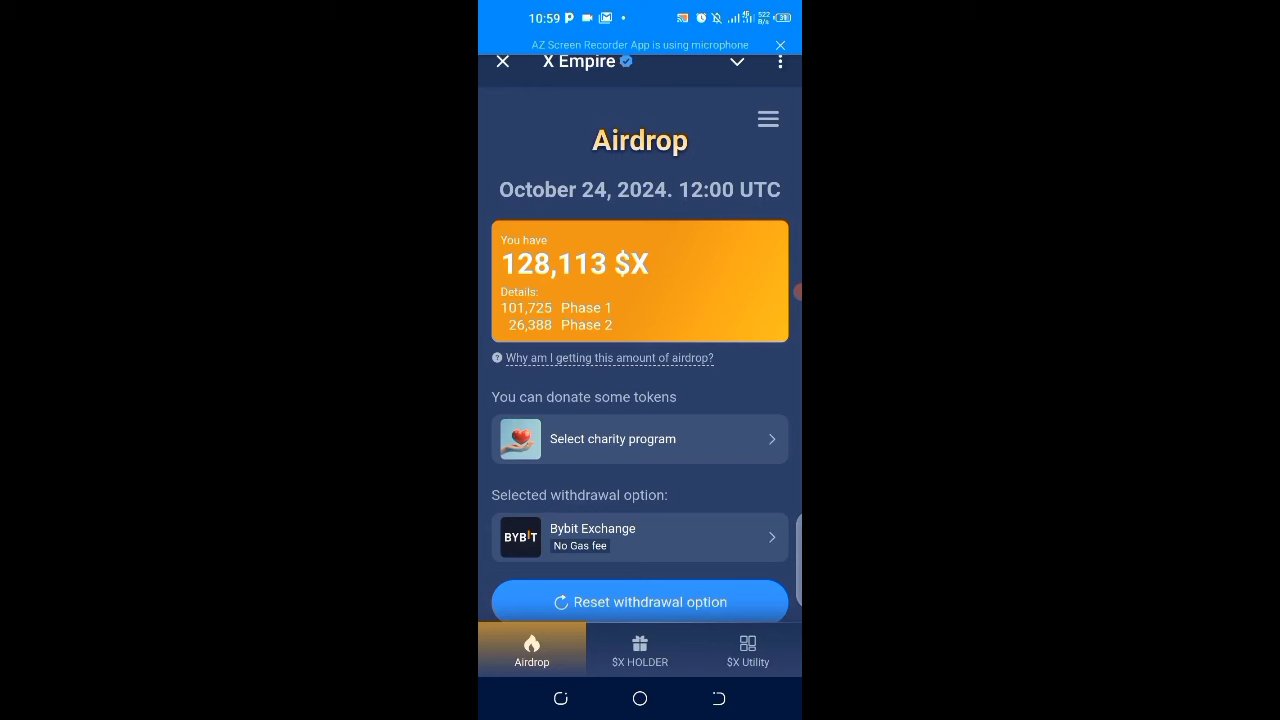 10:59
4G 522 B/s 39
AZ Screen Recorder App is using microphone
X Empire
Airdrop
October 24, 2024. 12:00 UTC
You have
128,113 $X
Details:
101,725 Phase 1
26,388 Phase 2
? Why am I getting this amount of airdrop?
You can donate some tokens
Select charity program
Selected withdrawal option:
BYBIT
Bybit Exchange
No Gas fee
Reset withdrawal option
Airdrop
$X HOLDER
$X Utility